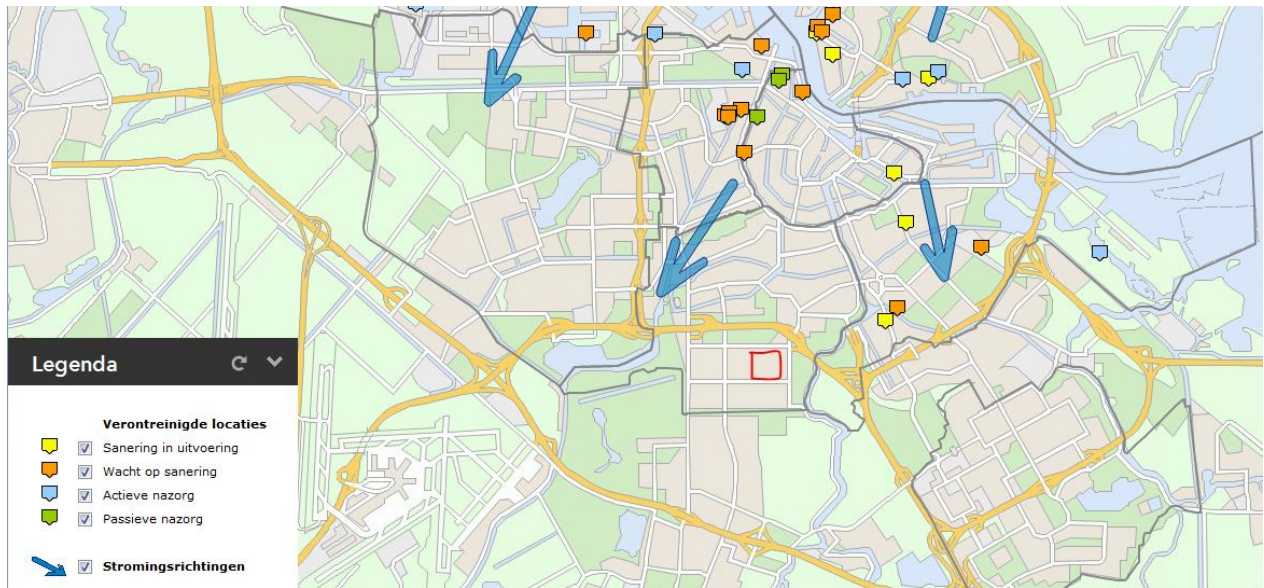 Legenda
Verontreinigde locaties
Sanering in uitvoering
Wacht op sanering
Actieve nazorg
Passieve nazorg
Stromingsrichtingen